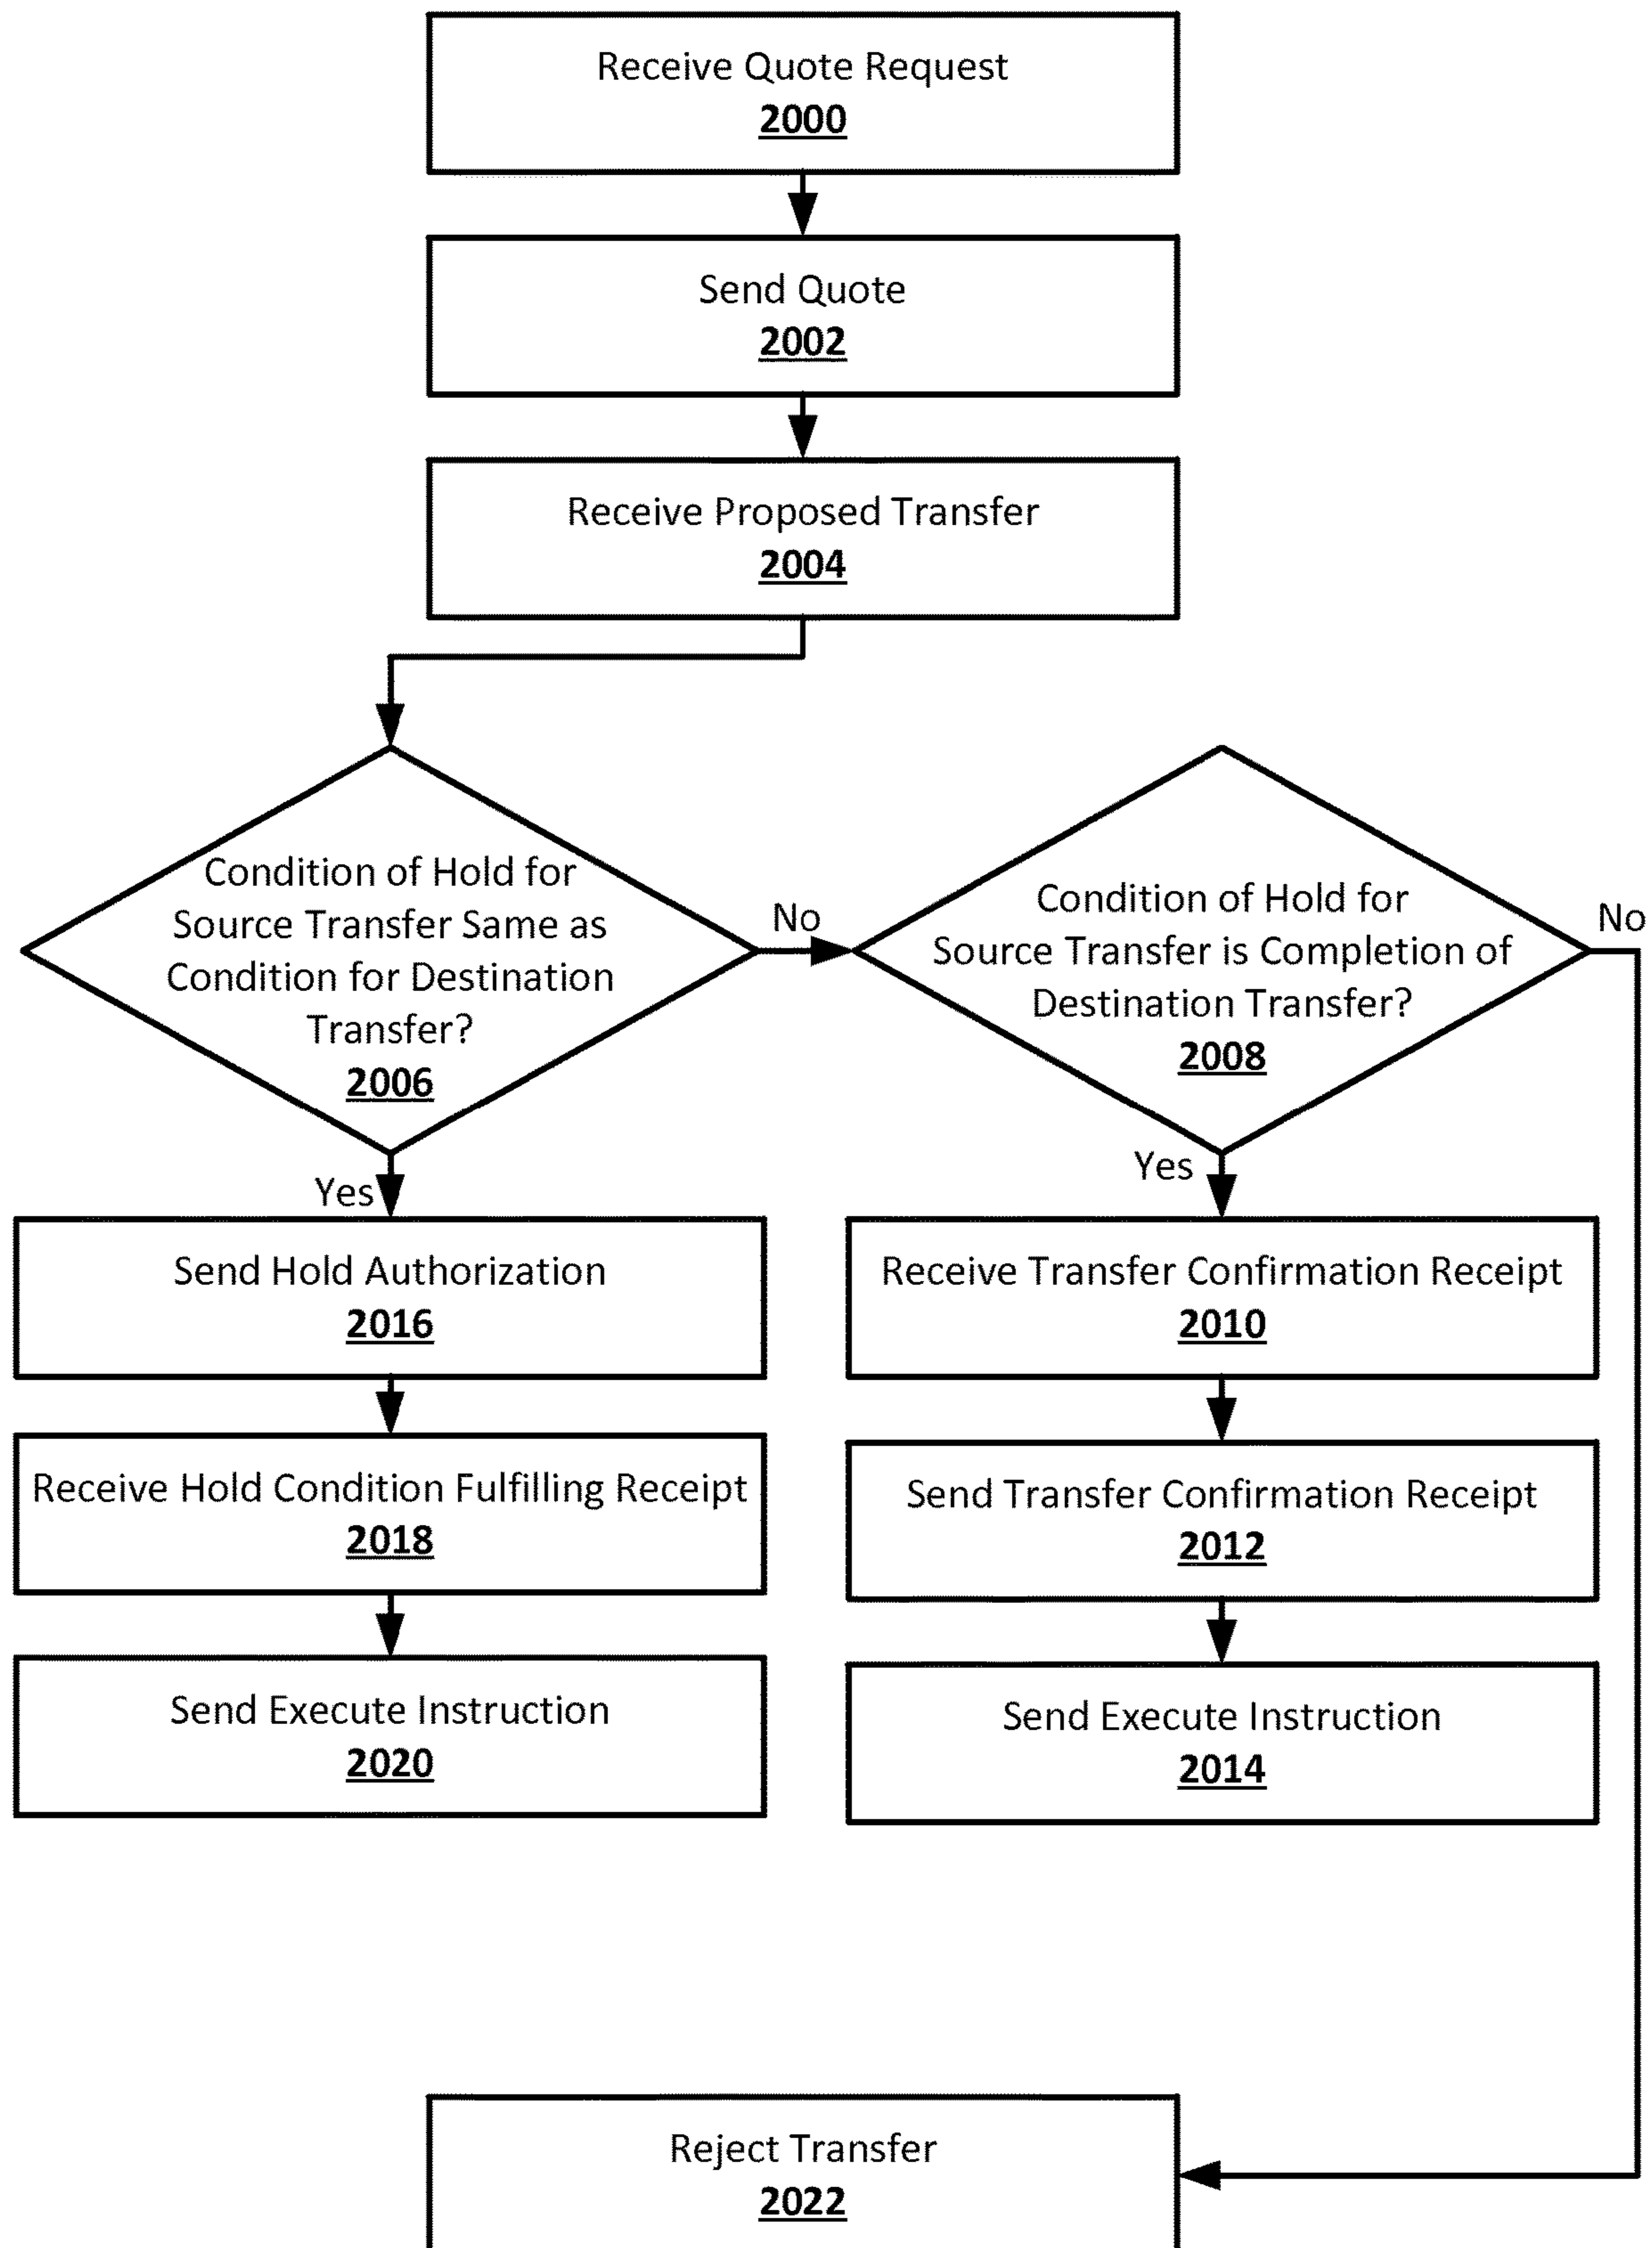 Receive Quote Request
2000
Send Quote
2002
Receive Proposed Transfer
2004
Condition of Hold for
Source Transfer Same as
Condition for Destination
Transfer?
2006
No
Condition of Hold for
Source Transfer is Completion of
Destination Transfer?
2008
No
Yes
Send Hold Authorization
2016
Receive Hold Condition Fulfilling Receipt
2018
Send Execute Instruction
2020
Yes
Receive Transfer Confirmation Receipt
2010
Send Transfer Confirmation Receipt
2012
Send Execute Instruction
2014
Reject Transfer
2022